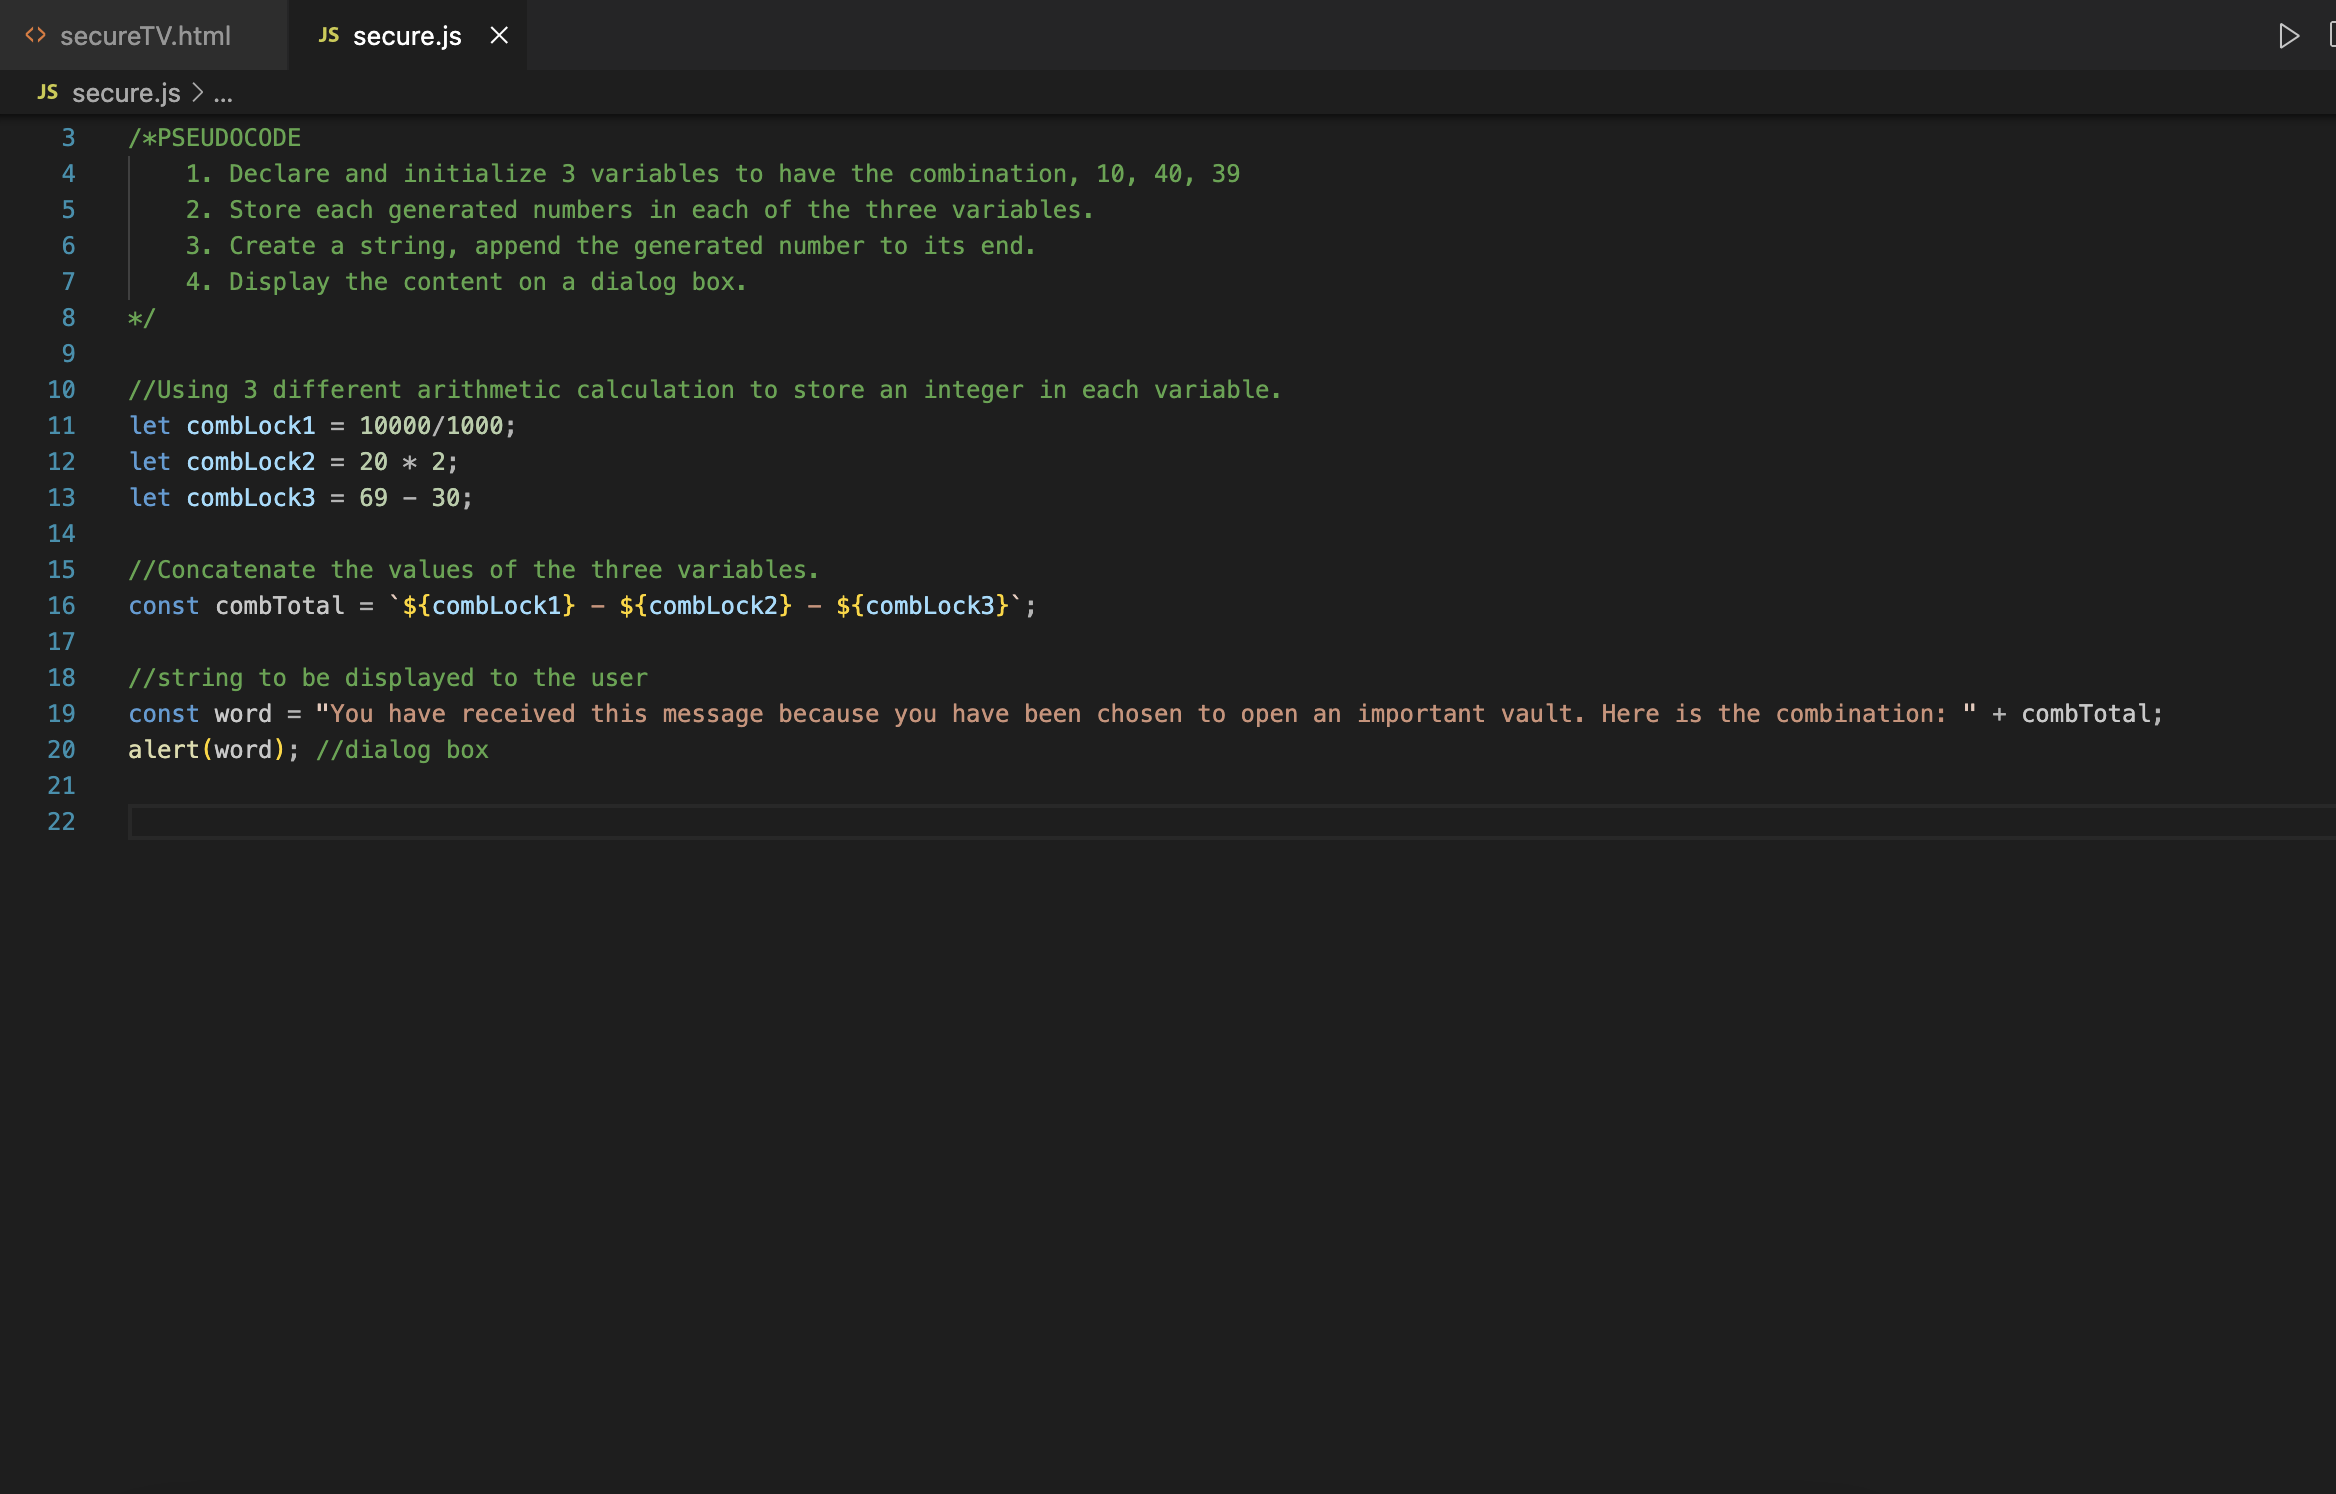 <> secureTV.html JS secure.js ×
JS secure.js > ...
3 /*PSEUDOCODE
4 1. Declare and initialize 3 variables to have the combination, 10, 40, 39
5 2. Store each generated numbers in each of the three variables.
6 3. Create a string, append the generated number to its end.
7 4. Display the content on a dialog box.
8 */
9
10 //Using 3 different arithmetic calculation to store an integer in each variable.
11 let combLock1 = 10000/1000;
12 let combLock2 = 20 * 2;
13 let combLock3 = 69 - 30;
14
15 //Concatenate the values of the three variables.
16 const combTotal = `${combLock1} - ${combLock2} - ${combLock3}`;
17
18 //string to be displayed to the user
19 const word = "You have received this message because you have been chosen to open an important vault. Here is the combination: " + combTotal;
20 alert(word); //dialog box
21
22